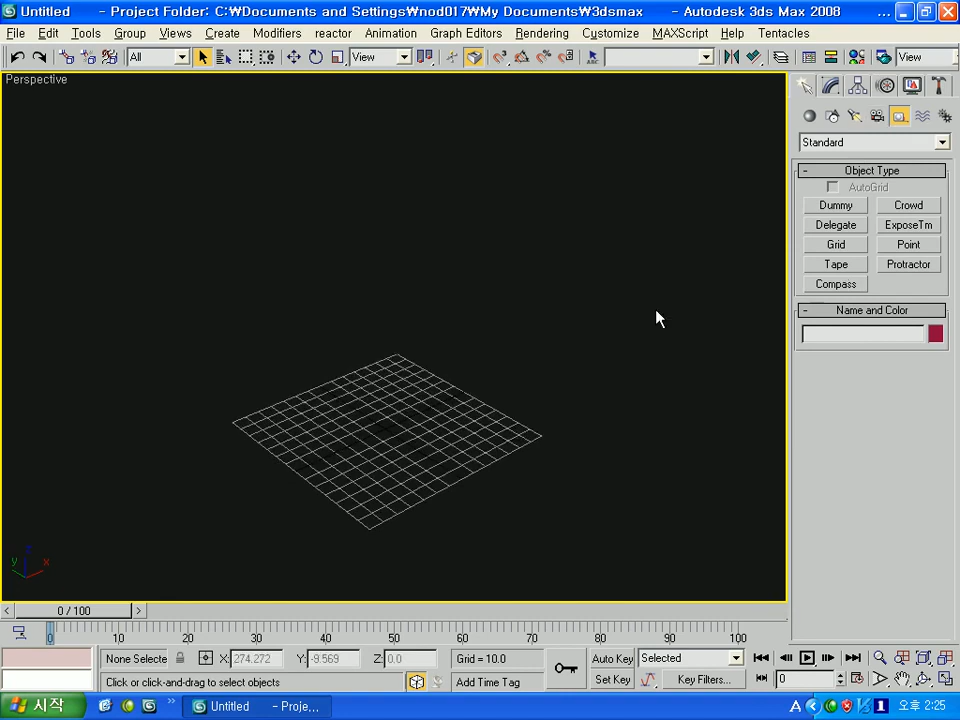 Untitled - Project Folder: C:₩Documents and Settings₩nod017₩My Documents₩3dsmax - Autodesk 3ds Max 2008 ...
File Edit Tools Group Views Create Modifiers reactor Animation Graph Editors Rendering Customize MAXScript Help Tentacles
All View View
Perspective
Standard
- Object Type
AutoGrid
Dummy Crowd
Delegate ExposeTm
Grid Point
Tape Protractor
Compass
- Name and Color
z
y x
< 0 / 100 >
0 10 20 30 40 50 60 70 80 90 100
None Selecte X: 274.272 Y: -9.569 Z: 0.0 Grid = 10.0 Auto Key Selected
Click or click-and-drag to select objects Add Time Tag Set Key Key Filters... 0
시작 Untitled - Proje... A 오후 2:25